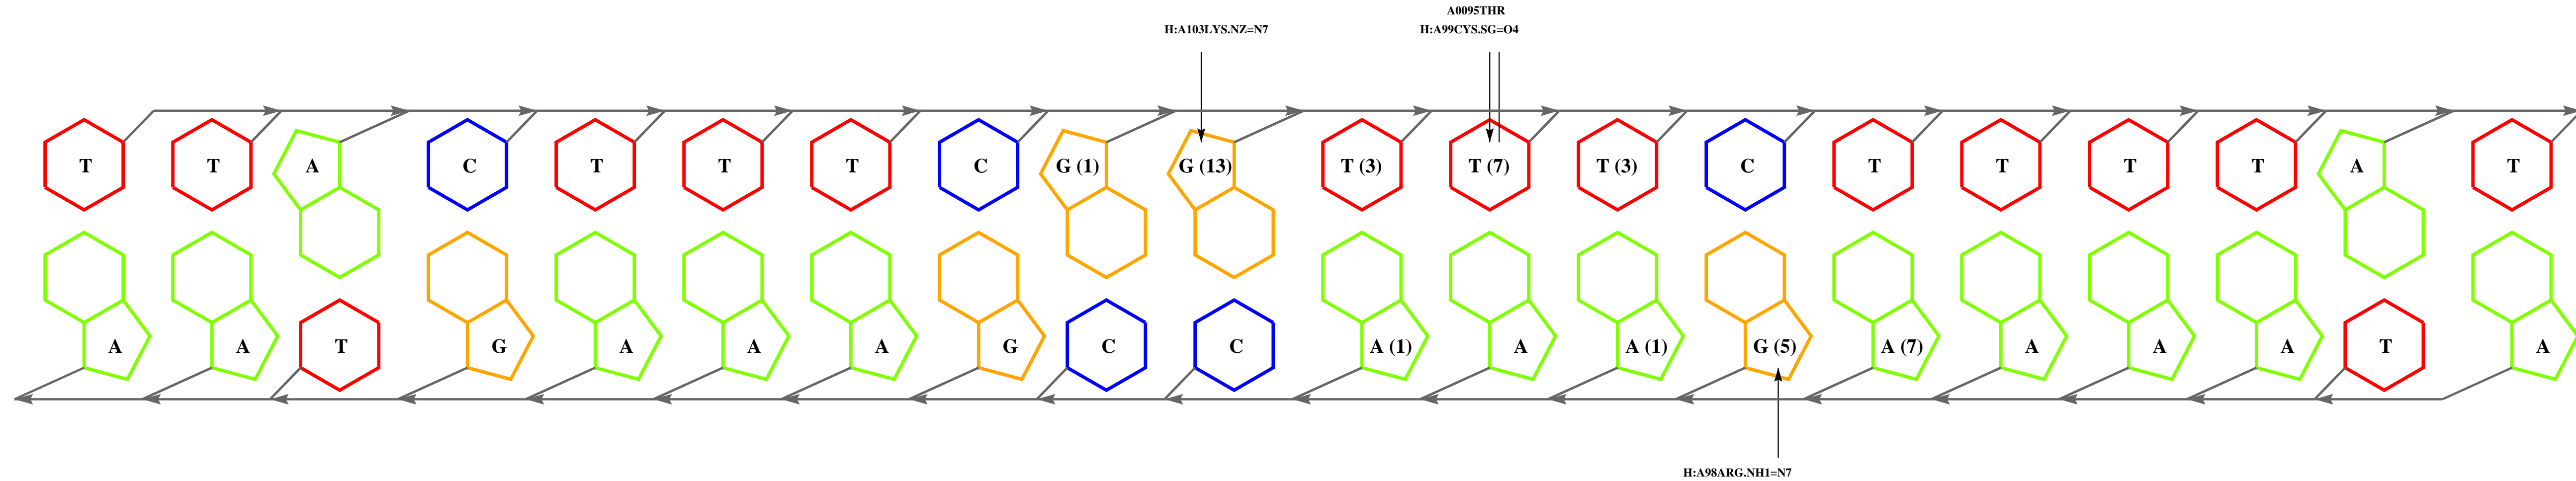 A0095THR
H:A103LYS.NZ=N7 H:A99CYS.SG=O4
T T A C T T T C G (1) G (13) T (3) T (7) T (3) C T T T T A T
A A T G A A A G C C A (1) A A (1) G (5) A (7) A A A T A
H:A98ARG.NH1=N7